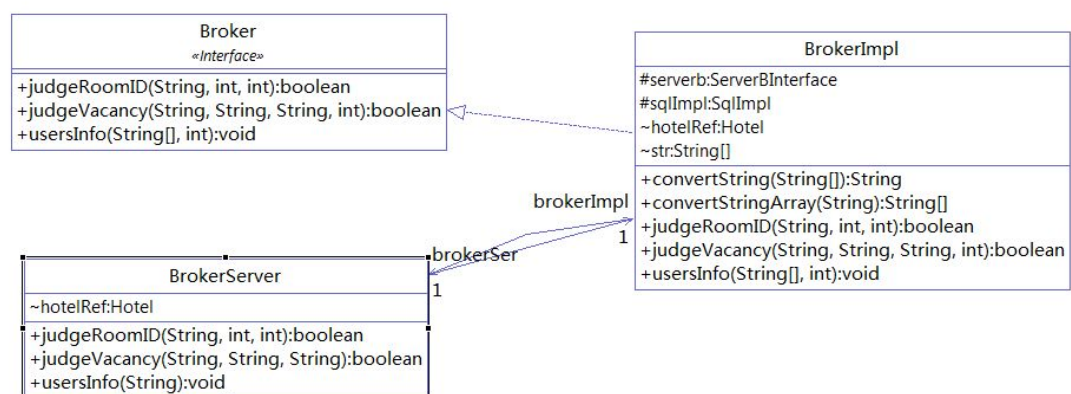 Broker
«Interface»
+judgeRoomID(String, int, int):boolean
+judgeVacancy(String, String, String, int):boolean
+usersInfo(String[], int):void
BrokerImpl
#serverb:ServerBInterface
#sqlImpl:SqlImpl
~hotelRef:Hotel
~str:String[]
+convertString(String[]):String
+convertStringArray(String):String[]
+judgeRoomID(String, int, int):boolean
+judgeVacancy(String, String, String, int):boolean
+usersInfo(String[], int):void
brokerImpl
1
brokerSer
1
BrokerServer
~hotelRef:Hotel
+judgeRoomID(String, int, int):boolean
+judgeVacancy(String, String, String):boolean
+usersInfo(String):void